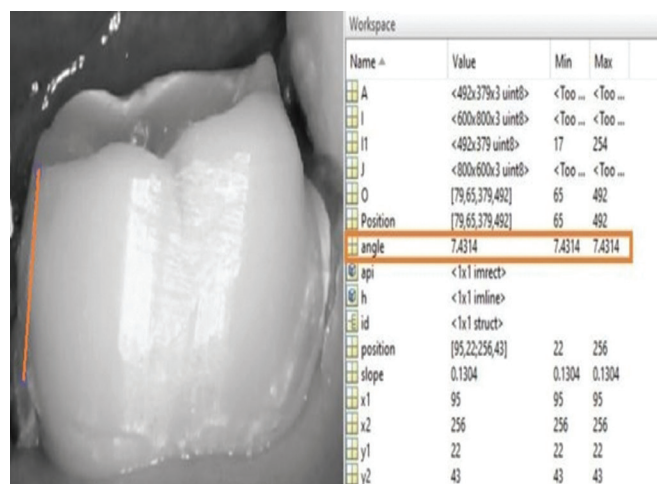 Workspace
Name Value Min Max
A <492x379x3 uint8> <Too ... <Too ...
I <600x800x3 uint8> <Too ... <Too ...
I1 <492x379 uint8> 17 254
J <800x600x3 uint8> <Too ... <Too ...
O [79,65,379,492] 65 492
Position [79,65,379,492] 65 492
angle 7.4314 7.4314 7.4314
api <1x1 imrect>
h <1x1 imline>
id <1x1 struct>
position [95,22;256,43] 22 256
slope 0.1304 0.1304 0.1304
x1 95 95 95
x2 256 256 256
y1 22 22 22
y2 43 43 43